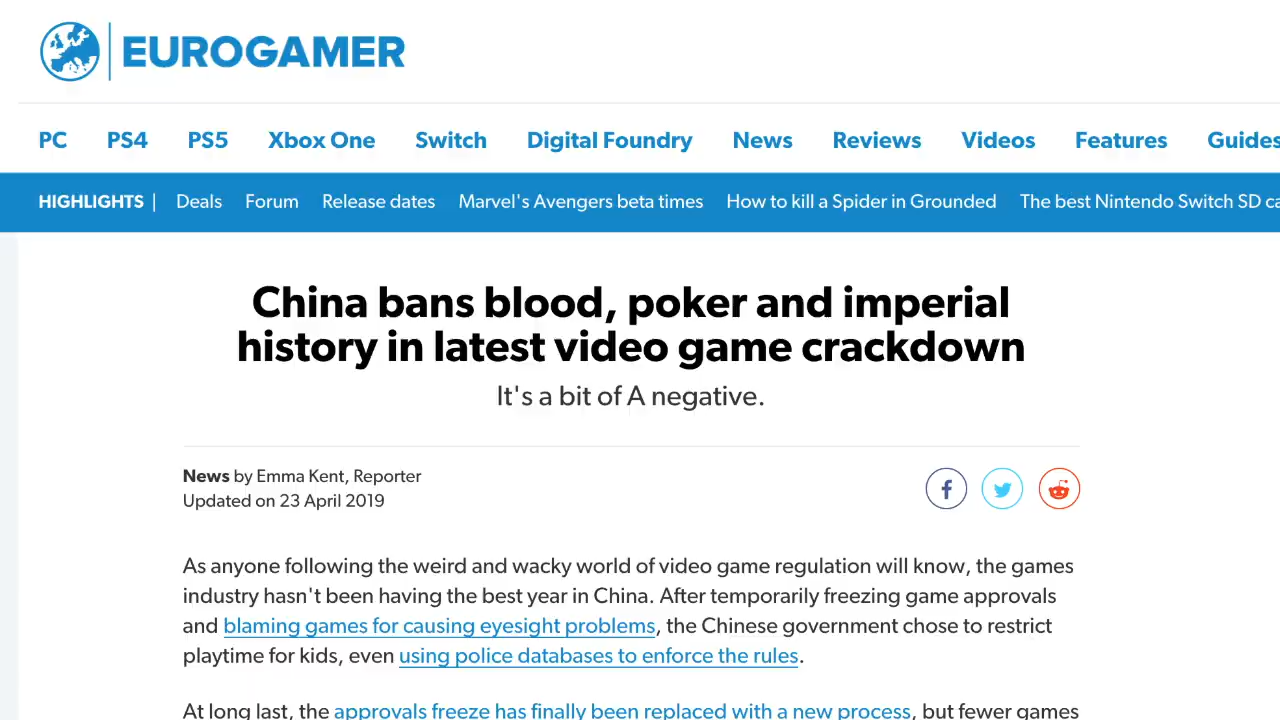 EUROGAMER
PC PS4 PS5 Xbox One Switch Digital Foundry News Reviews Videos Features Guides
HIGHLIGHTS | Deals Forum Release dates Marvel's Avengers beta times How to kill a Spider in Grounded The best Nintendo Switch SD ca
China bans blood, poker and imperial
history in latest video game crackdown
It's a bit of A negative.
News by Emma Kent, Reporter
Updated on 23 April 2019
As anyone following the weird and wacky world of video game regulation will know, the games
industry hasn't been having the best year in China. After temporarily freezing game approvals
and blaming games for causing eyesight problems, the Chinese government chose to restrict
playtime for kids, even using police databases to enforce the rules.
At long last, the approvals freeze has finally been replaced with a new process, but fewer games